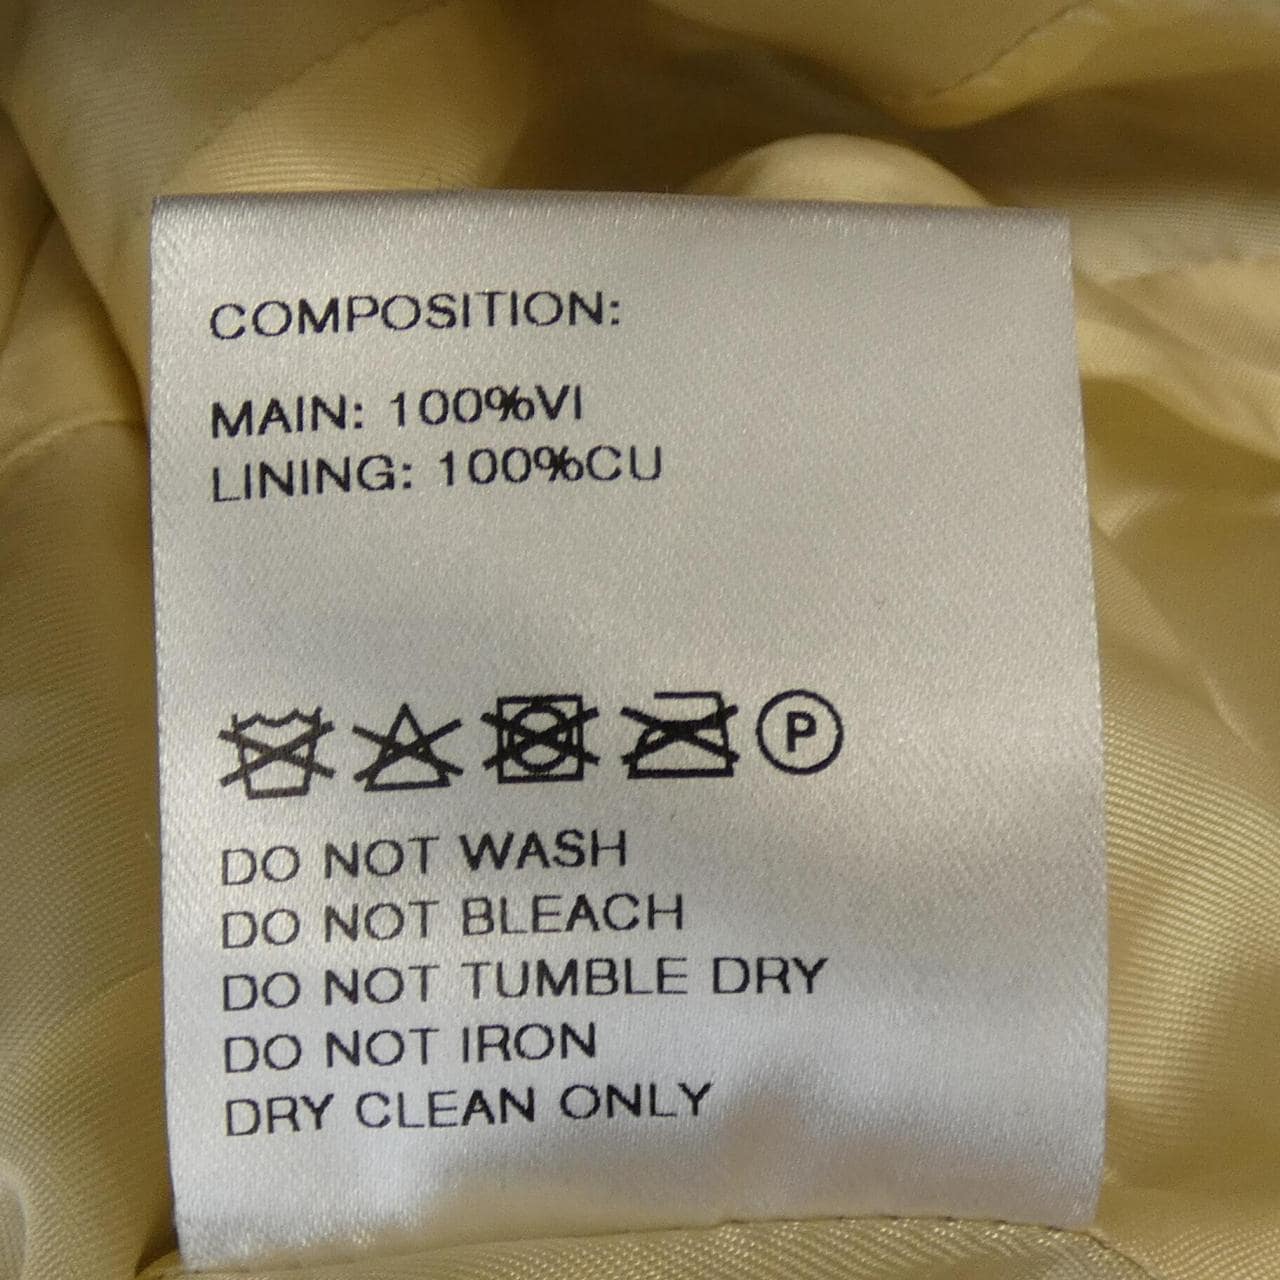 COMPOSITION:
MAIN: 100%VI
LINING: 100%CU
P
DO NOT WASH
DO NOT BLEACH
DO NOT TUMBLE DRY
DO NOT IRON
DRY CLEAN ONLY